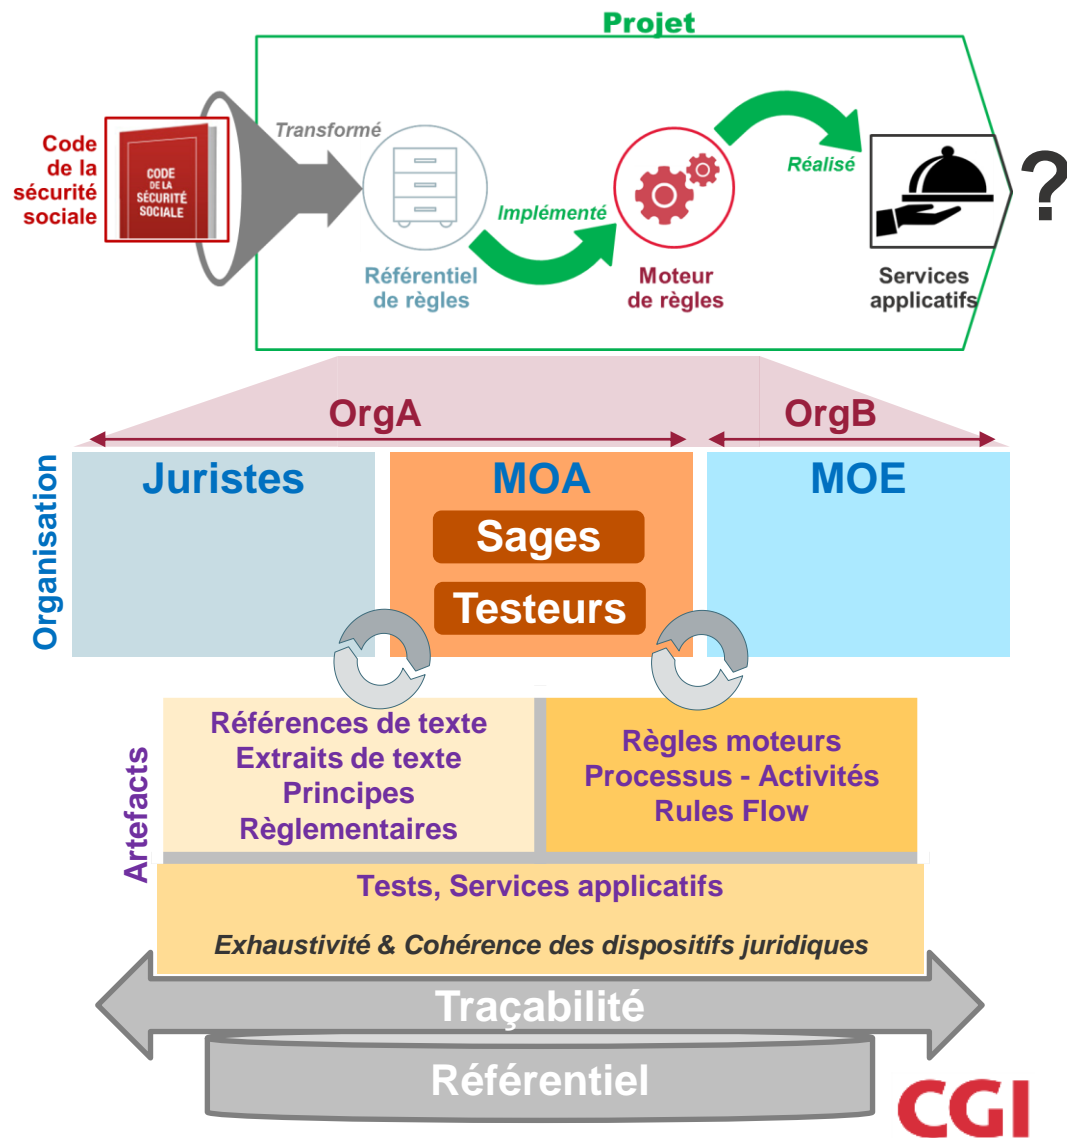 Projet
Code
de la
sécurité
sociale
CODE
DE LA
SÉCURITÉ
SOCIALE
Transformé
Référentiel
de règles
Implémenté
Moteur
de règles
Réalisé
Services
applicatifs
?
OrgA
OrgB
Organisation
Juristes
MOA
Sages
Testeurs
MOE
Artefacts
Références de texte
Extraits de texte
Principes
Règlementaires
Règles moteurs
Processus - Activités
Rules Flow
Tests, Services applicatifs
Exhaustivité & Cohérence des dispositifs juridiques
Traçabilité
Référentiel
CGI